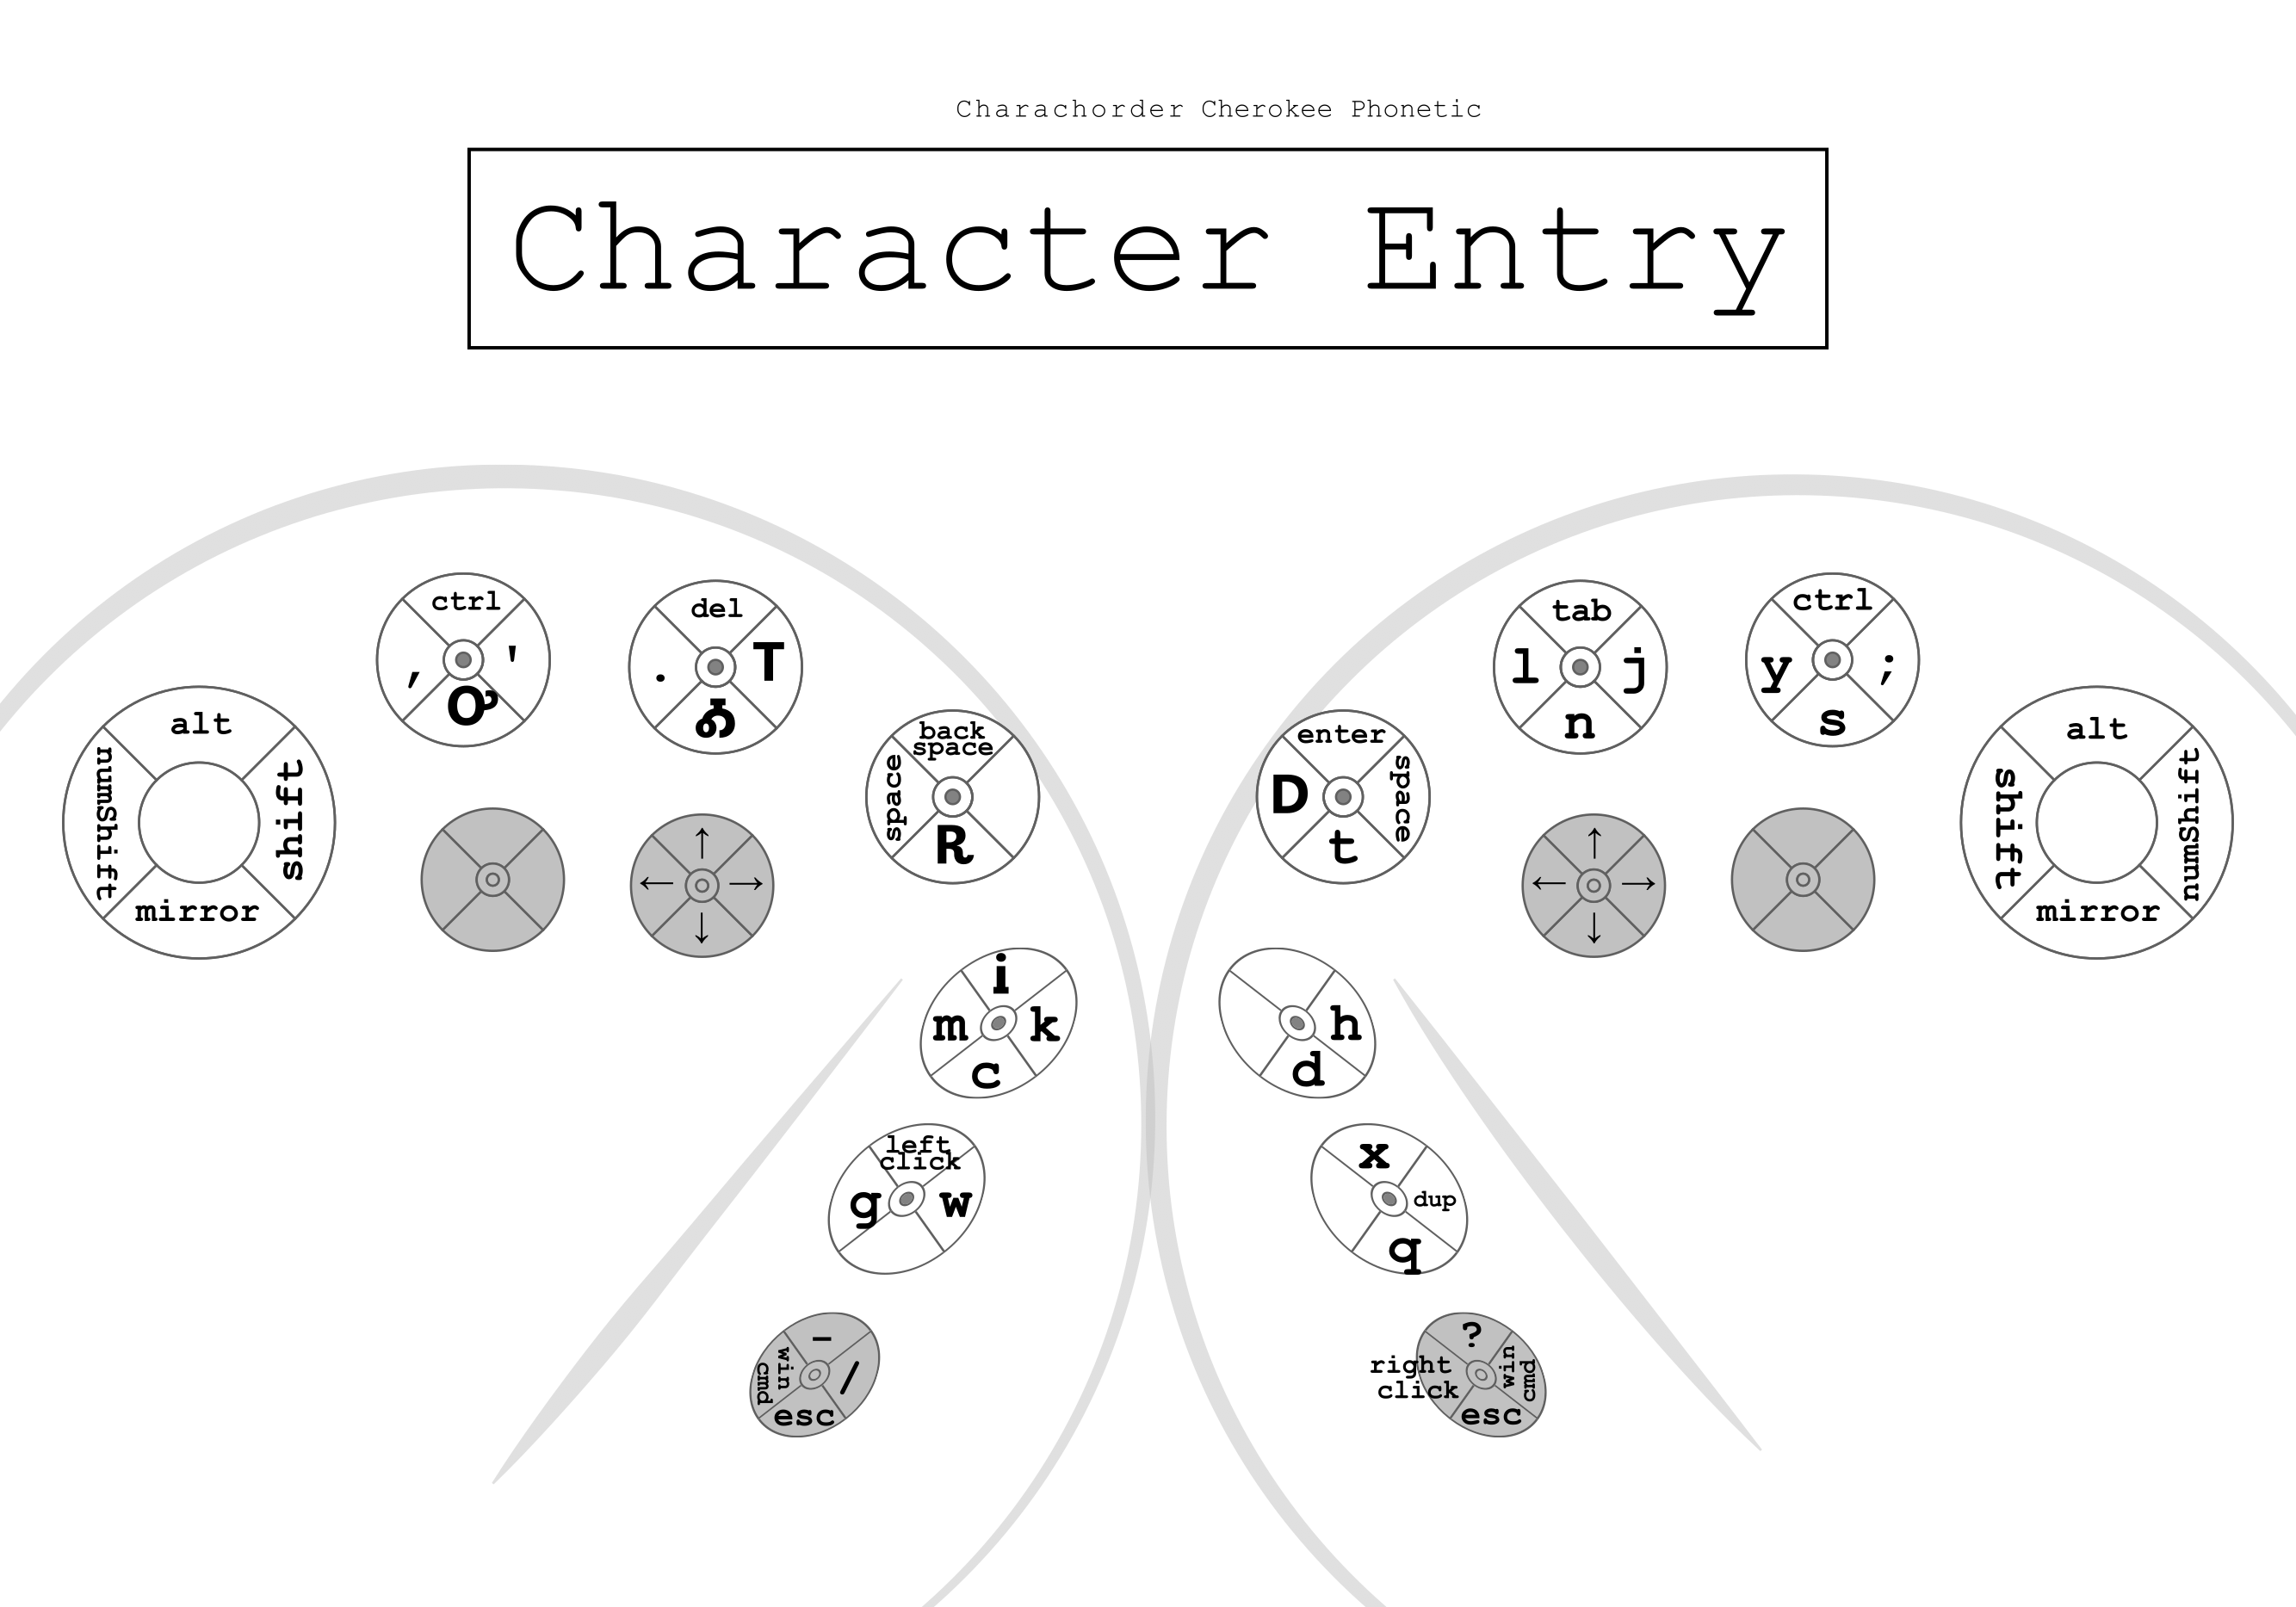 Charachorder Cherokee Phonetic
Character Entry
ctrl
,
'
Ꭴ
del
.
Ꭲ
Ꭳ
alt
numShift
shift
mirror
back
space
space
Ꭱ
↑
← →
↓
i
m k
c
left
click
g w
-
win
cmd
/
esc
tab
l j
n
ctrl
y ;
s
enter
Ꭰ
space
t
alt
shift
numShift
mirror
↑
← →
↓
h
d
x
dup
q
?
right
click
win
cmd
esc